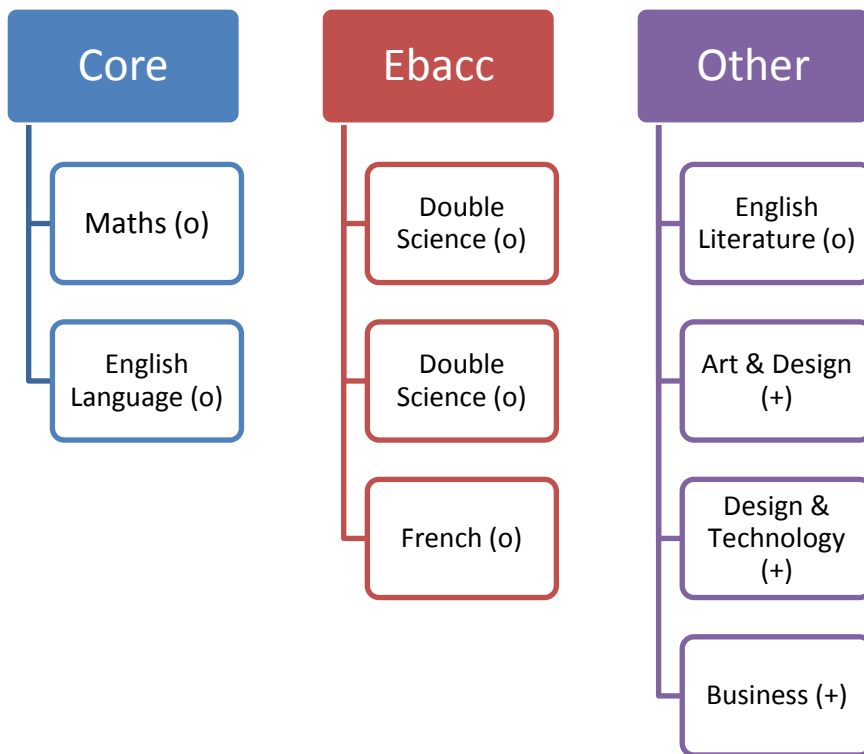 Core
Maths (o)
English
Language (o)
Ebacc
Double
Science (o)
Double
Science (o)
French (o)
Other
English
Literature (o)
Art & Design
(+)
Design &
Technology
(+)
Business (+)